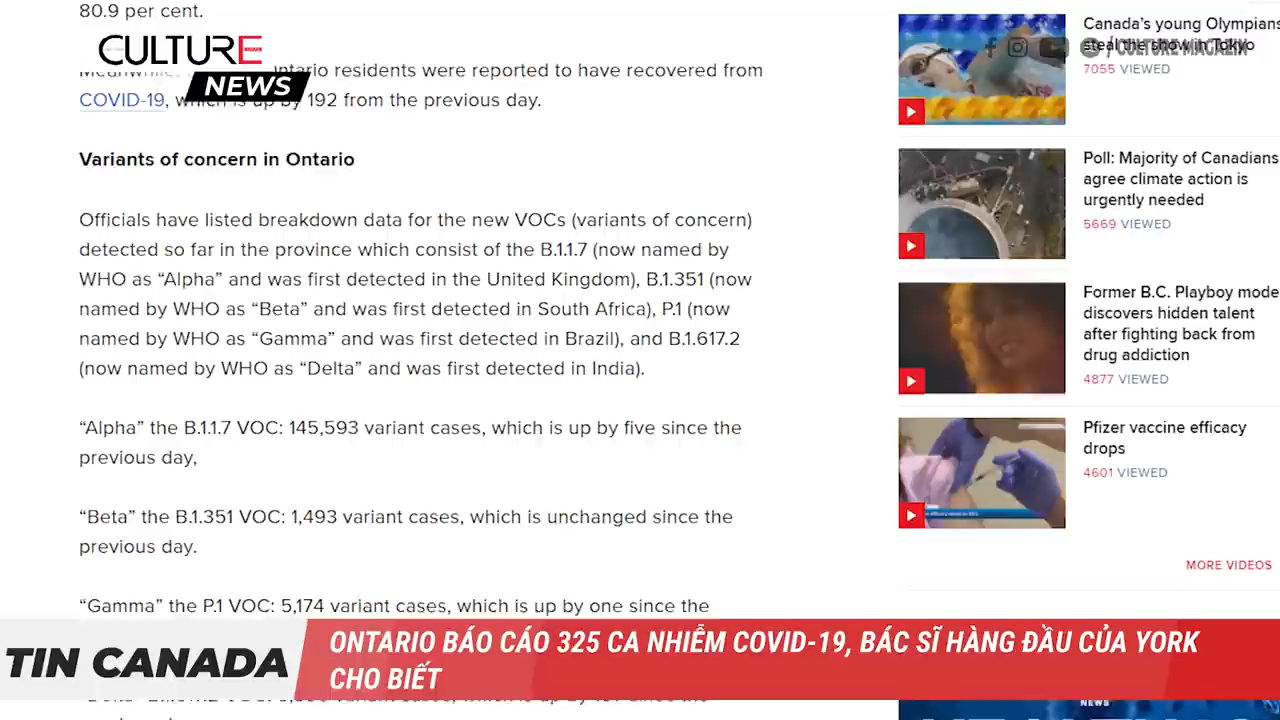 80.9 per cent.
CULTURE
NEWS
Meanwhile, Ontario residents were reported to have recovered from
COVID-19, which is up by 192 from the previous day.
Variants of concern in Ontario
Officials have listed breakdown data for the new VOCs (variants of concern)
detected so far in the province which consist of the B.1.1.7 (now named by
WHO as “Alpha” and was first detected in the United Kingdom), B.1.351 (now
named by WHO as “Beta” and was first detected in South Africa), P.1 (now
named by WHO as “Gamma” and was first detected in Brazil), and B.1.617.2
(now named by WHO as “Delta” and was first detected in India).
“Alpha” the B.1.1.7 VOC: 145,593 variant cases, which is up by five since the
previous day,
“Beta” the B.1.351 VOC: 1,493 variant cases, which is unchanged since the
previous day.
“Gamma” the P.1 VOC: 5,174 variant cases, which is up by one since the
Canada’s young Olympians
steal the show in Tokyo
/CULTURE MAGAZIN
7055 VIEWED
Poll: Majority of Canadians
agree climate action is
urgently needed
5669 VIEWED
Former B.C. Playboy mode
discovers hidden talent
after fighting back from
drug addiction
4877 VIEWED
Pfizer vaccine efficacy
drops
4601 VIEWED
MORE VIDEOS
TIN CANADA
ONTARIO BÁO CÁO 325 CA NHIỄM COVID-19, BÁC SĨ HÀNG ĐẦU CỦA YORK
CHO BIẾT
NEWS